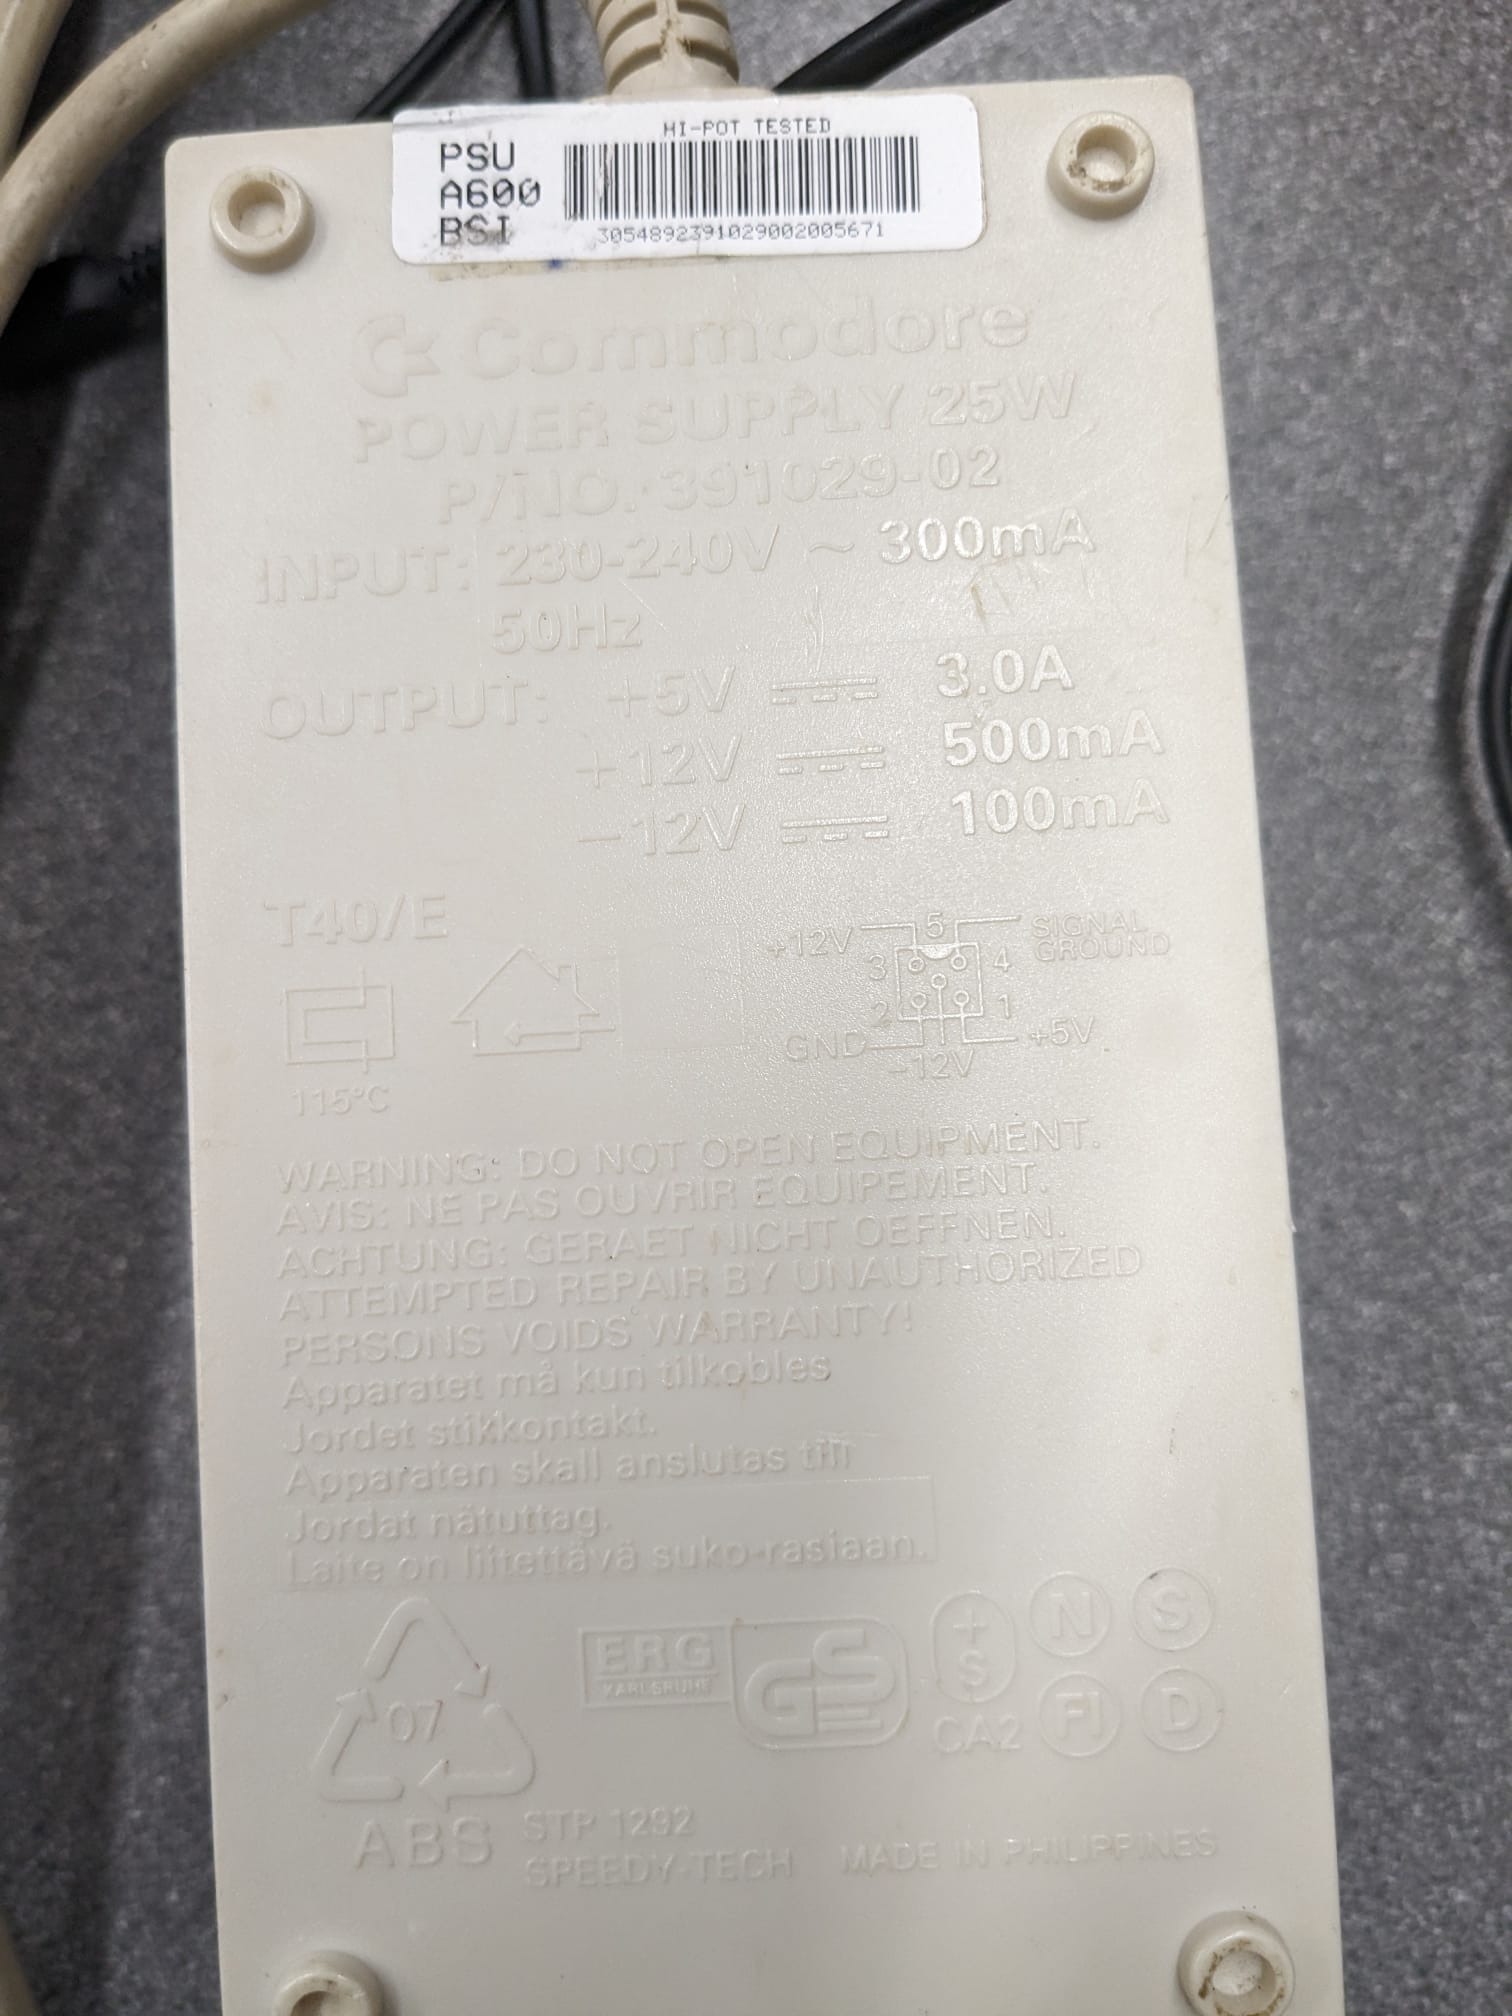 HI-POT TESTED
PSU
A600
BSI
3054892391029002005671
Commodore
POWER SUPPLY 25W
P/NO.: 391029-02
INPUT: 230-240V ~ 300mA
50Hz
OUTPUT: +5V 3.0A
+12V 500mA
-12V 100mA
T40/E
115°C
+12V 5 SIGNAL
GROUND
3 4
2 1
GND +5V
-12V
WARNING: DO NOT OPEN EQUIPMENT.
AVIS: NE PAS OUVRIR EQUIPEMENT.
ACHTUNG: GERAET NICHT OEFFNEN.
ATTEMPTED REPAIR BY UNAUTHORIZED
PERSONS VOIDS WARRANTY!
Apparatet må kun tilkobles
Jordet stikkontakt.
Apparaten skall anslutas till
Jordat nätuttag.
Laite on liitettävä suko-rasiaan.
07
ABS
ERG
KARLSRUHE
GS
+
S
CA2
N
S
FI
D
STP 1292
SPEEDY-TECH MADE IN PHILIPPINES